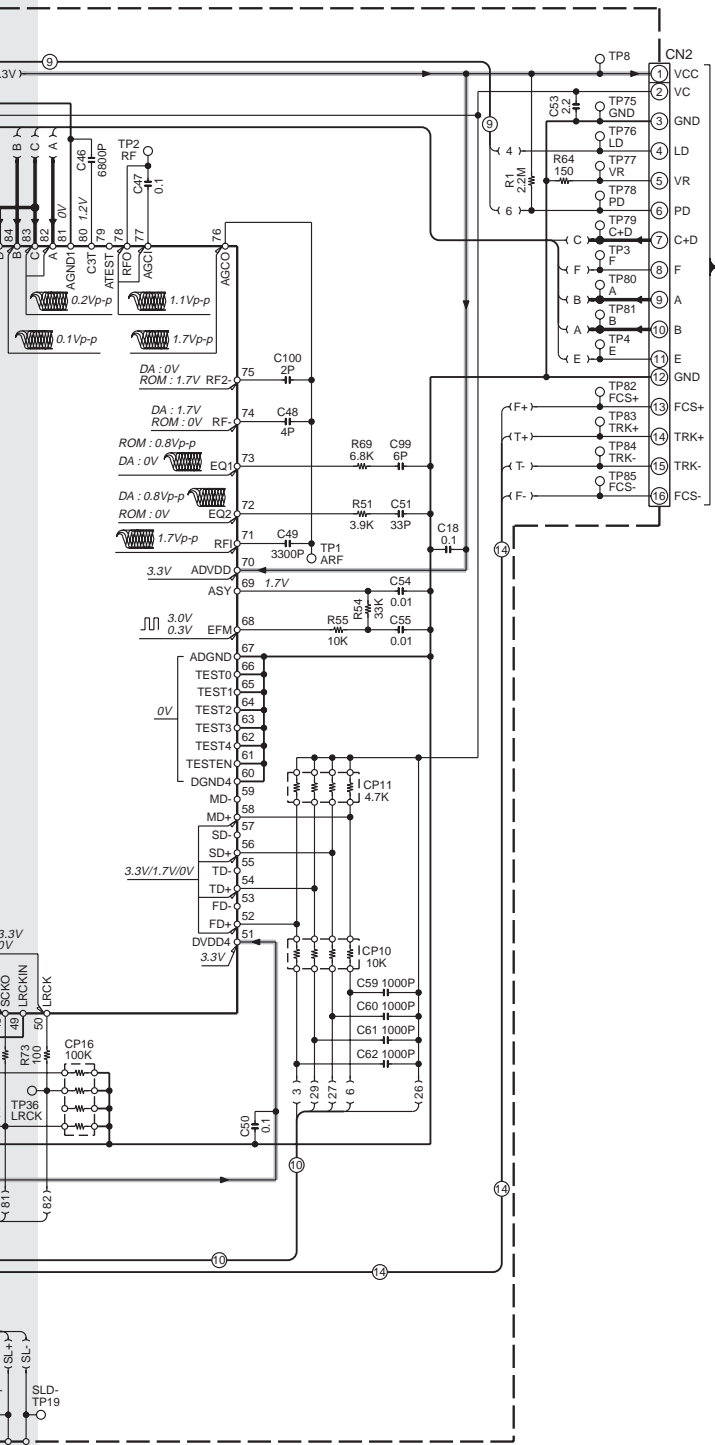 9
.3V
B
C
A
0V
1.2V
C46
6800P
TP2
RF
C47
0.1
84
83
82
81
80
79
78
77
76
B
C
A
AGND1
C3T
ATEST
RFO
AGCI
AGCO
0.2Vp-p
1.1Vp-p
0.1Vp-p
1.7Vp-p
CN2
TP8
1 VCC
2 VC
C53
2.2
TP75
GND
3 GND
9
TP76
LD
4
4 LD
R1
2.2M
R64
150
TP77
VR
5 VR
TP78
PD
6
6 PD
TP79
C+D
C
7 C+D
TP3
F
F
8 F
TP80
A
B
9 A
TP81
B
A
10 B
TP4
E
E
11 E
12 GND
TP82
FCS+
F+
13 FCS+
TP83
TRK+
T+
14 TRK+
TP84
TRK-
T-
15 TRK-
TP85
FCS-
F-
16 FCS-
DA : 0V
ROM : 1.7V RF2-
75
C100
2P
DA : 1.7V
ROM : 0V RF-
74
C48
4P
ROM : 0.8Vp-p
DA : 0V
EQ1
73
R69
6.8K
C99
6P
DA : 0.8Vp-p
ROM : 0V
EQ2
72
R51
3.9K
C51
33P
1.7Vp-p
RFI
71
C49
3300P
TP1
ARF
C18
0.1
14
3.3V
ADVDD
70
ASY
69
1.7V
C54
0.01
R54
33K
3.0V
0.3V
EFM
68
R55
10K
C55
0.01
ADGND
67
TEST0
66
TEST1
65
0V
TEST2
64
TEST3
63
TEST4
62
TESTEN
61
DGND4
60
MD-
59
CP11
4.7K
MD+
58
SD-
57
SD+
56
3.3V/1.7V/0V
TD-
55
TD+
54
FD-
53
FD+
52
DVDD4
51
3.3V
CP10
10K
3.3V
0V
SCKO
LRCKIN
LRCK
49
50
C59 1000P
C60 1000P
C61 1000P
C62 1000P
R73
100
CP16
100K
TP36
LRCK
3
29
27
6
26
C50
0.1
10
14
81
82
10
14
SL+
SL-
SLD-
TP19